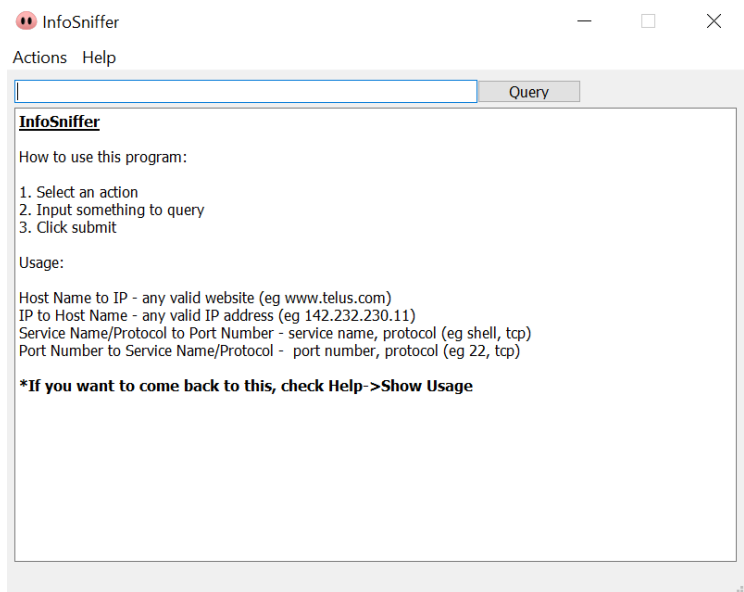 InfoSniffer
Actions Help
Query
InfoSniffer
How to use this program:
1. Select an action
2. Input something to query
3. Click submit
Usage:
Host Name to IP - any valid website (eg www.telus.com)
IP to Host Name - any valid IP address (eg 142.232.230.11)
Service Name/Protocol to Port Number - service name, protocol (eg shell, tcp)
Port Number to Service Name/Protocol -  port number, protocol (eg 22, tcp)
*If you want to come back to this, check Help->Show Usage